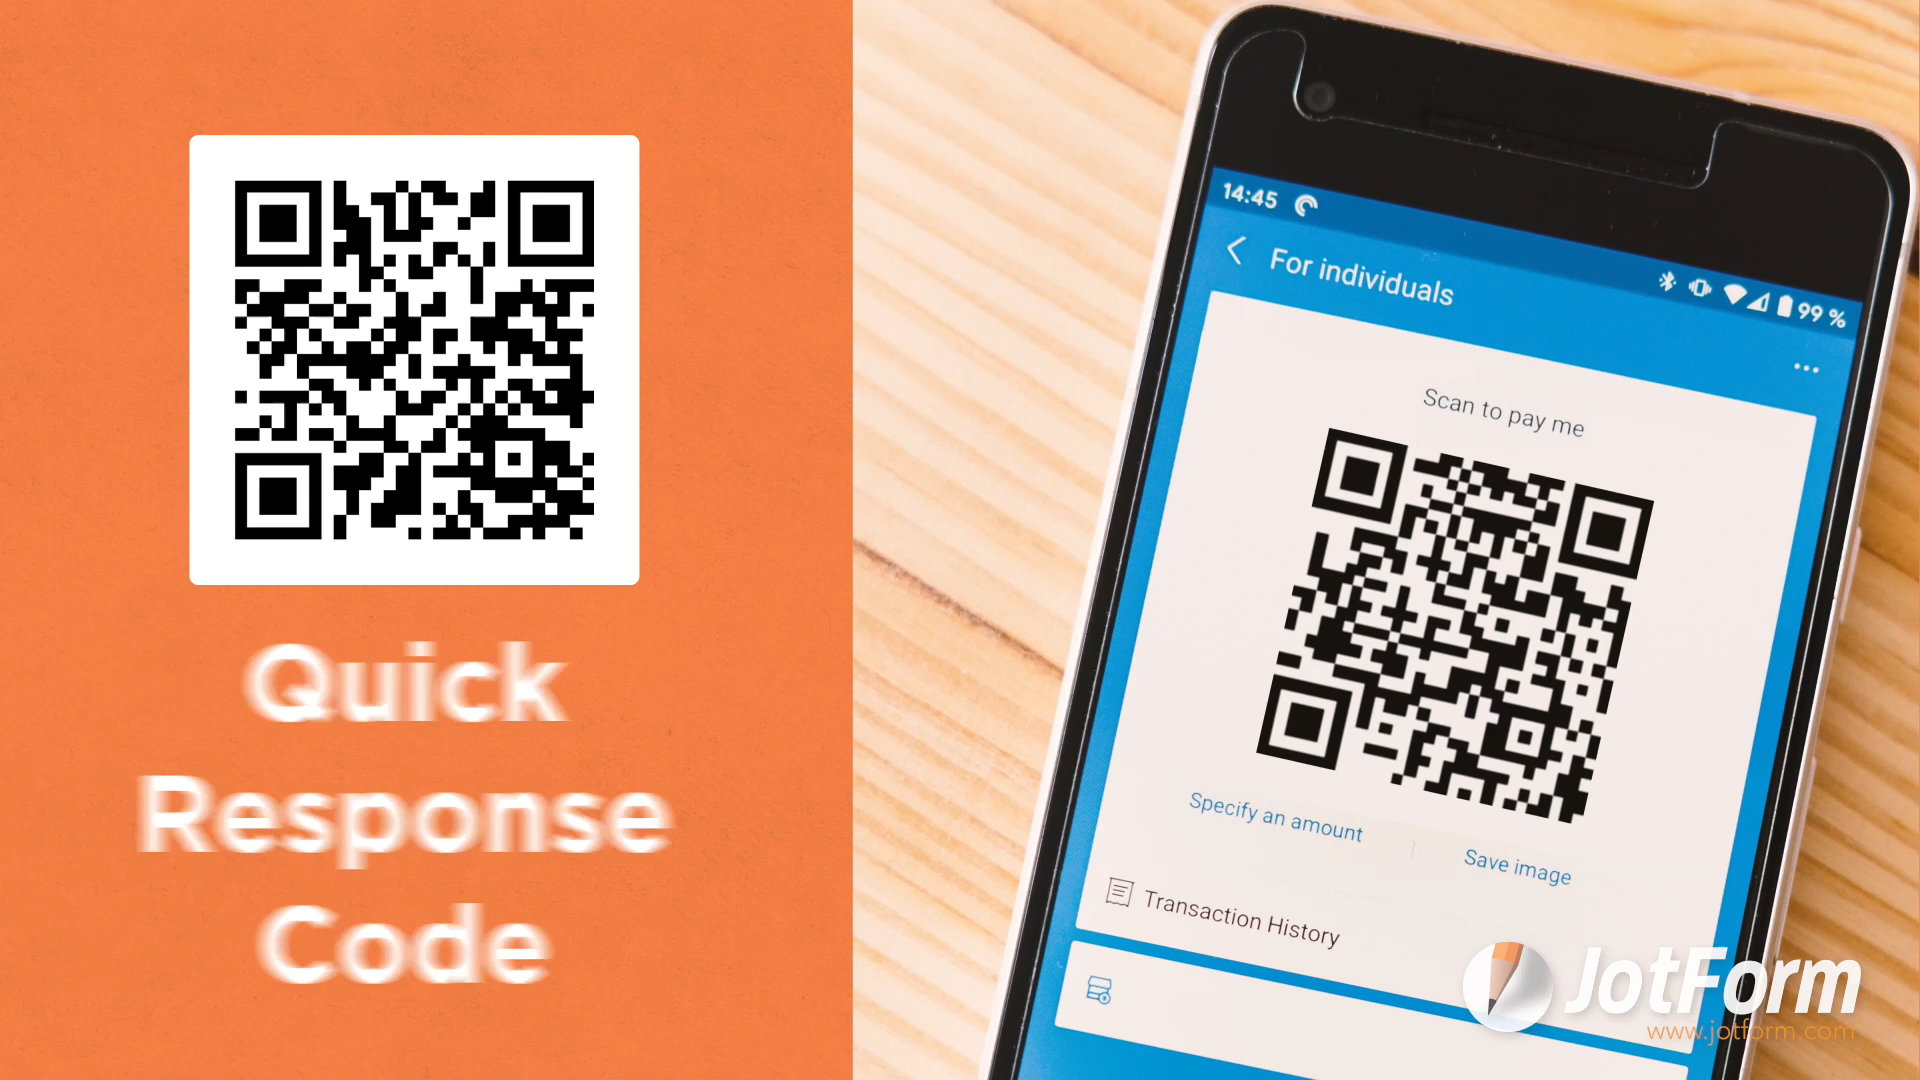 Quick
Response
Code
14:45
99 %
For individuals
Scan to pay me
Specify an amount
Save image
Transaction History
JotForm
www.jotform.com